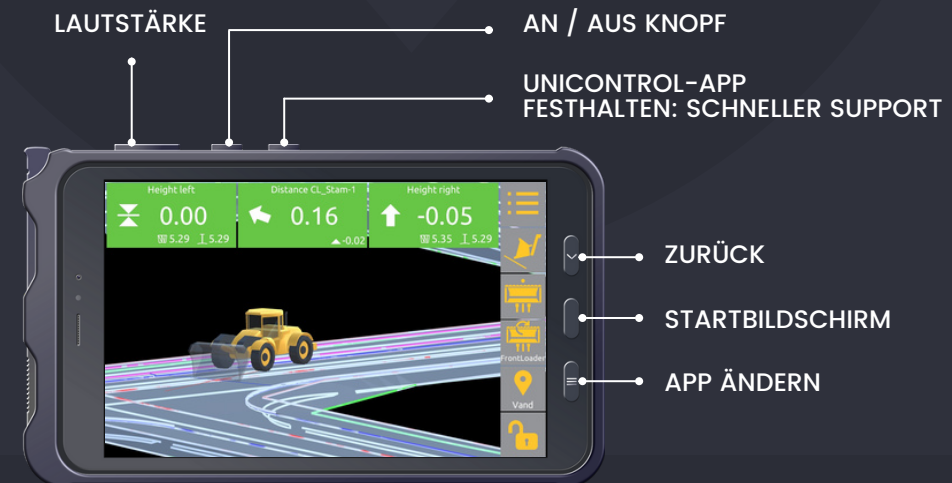 LAUTSTÄRKE
AN / AUS KNOPF
UNICONTROL-APP
FESTHALTEN: SCHNELLER SUPPORT
Height left
0.00
5.29 5.29
Distance CL_Stam-1
0.16
-0.02
Height right
-0.05
5.35 5.29
FrontLoader
Vand
ZURÜCK
STARTBILDSCHIRM
APP ÄNDERN